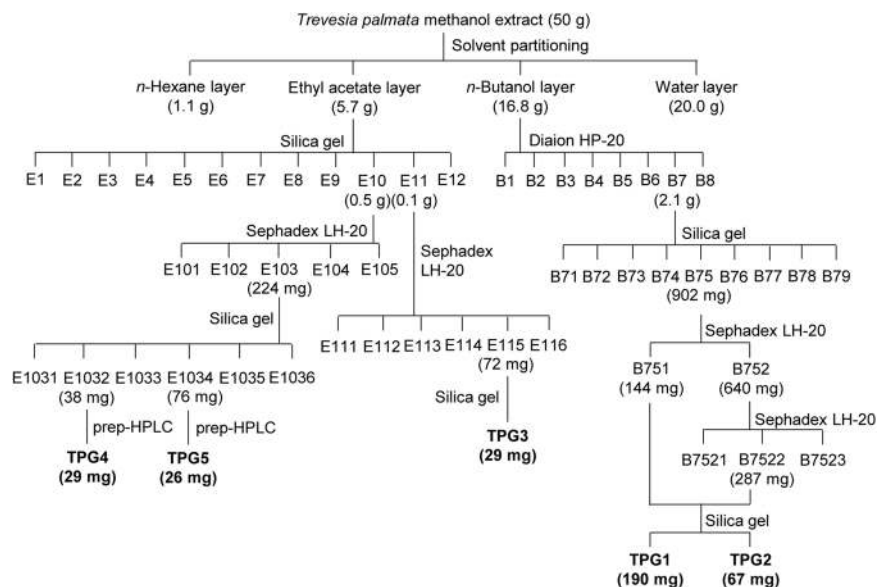 Trevesia palmata methanol extract (50 g)
Solvent partitioning
n-Hexane layer Ethyl acetate layer n-Butanol layer Water layer
(1.1 g) (5.7 g) (16.8 g) (20.0 g)
Silica gel Diaion HP-20
E1 E2 E3 E4 E5 E6 E7 E8 E9 E10 E11 E12 B1 B2 B3 B4 B5 B6 B7 B8
(0.5 g)(0.1 g) (2.1 g)
Sephadex LH-20 Sephadex LH-20 Silica gel
E101 E102 E103 E104 E105 B71 B72 B73 B74 B75 B76 B77 B78 B79
(224 mg) (902 mg)
Silica gel Sephadex LH-20
E111 E112 E113 E114 E115 E116
(72 mg)
E1031 E1032 E1033 E1034 E1035 E1036 B751 B752
(38 mg) (76 mg) (144 mg) (640 mg)
Silica gel
prep-HPLC prep-HPLC Sephadex LH-20
TPG3
(29 mg)
TPG4 TPG5 B7521 B7522 B7523
(29 mg) (26 mg) (287 mg)
Silica gel
TPG1 TPG2
(190 mg) (67 mg)